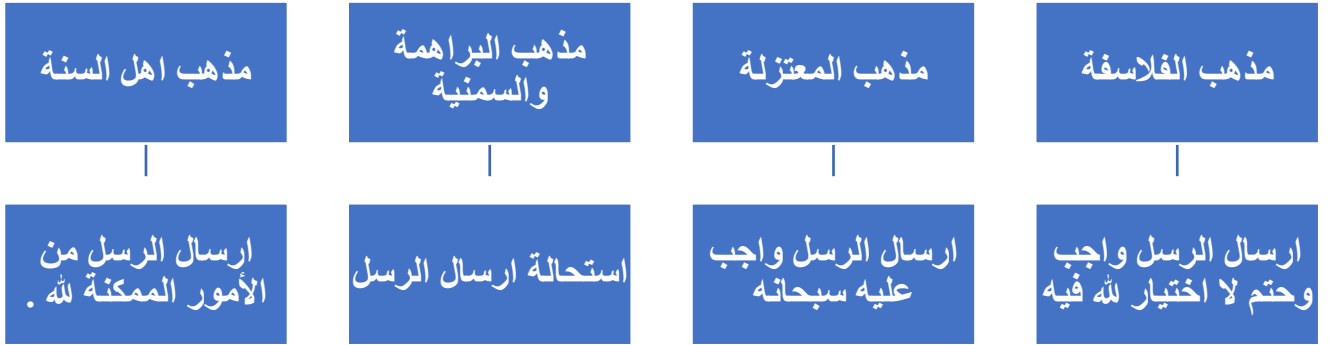 مذهب الفلاسفة
مذهب المعتزلة
مذهب البراهمة
والسمنية
مذهب اهل السنة
ارسال الرسل واجب
وحتم لا اختيار لله فيه
ارسال الرسل واجب
عليه سبحانه
استحالة ارسال الرسل
ارسال الرسل من
الأمور الممكنة لله .